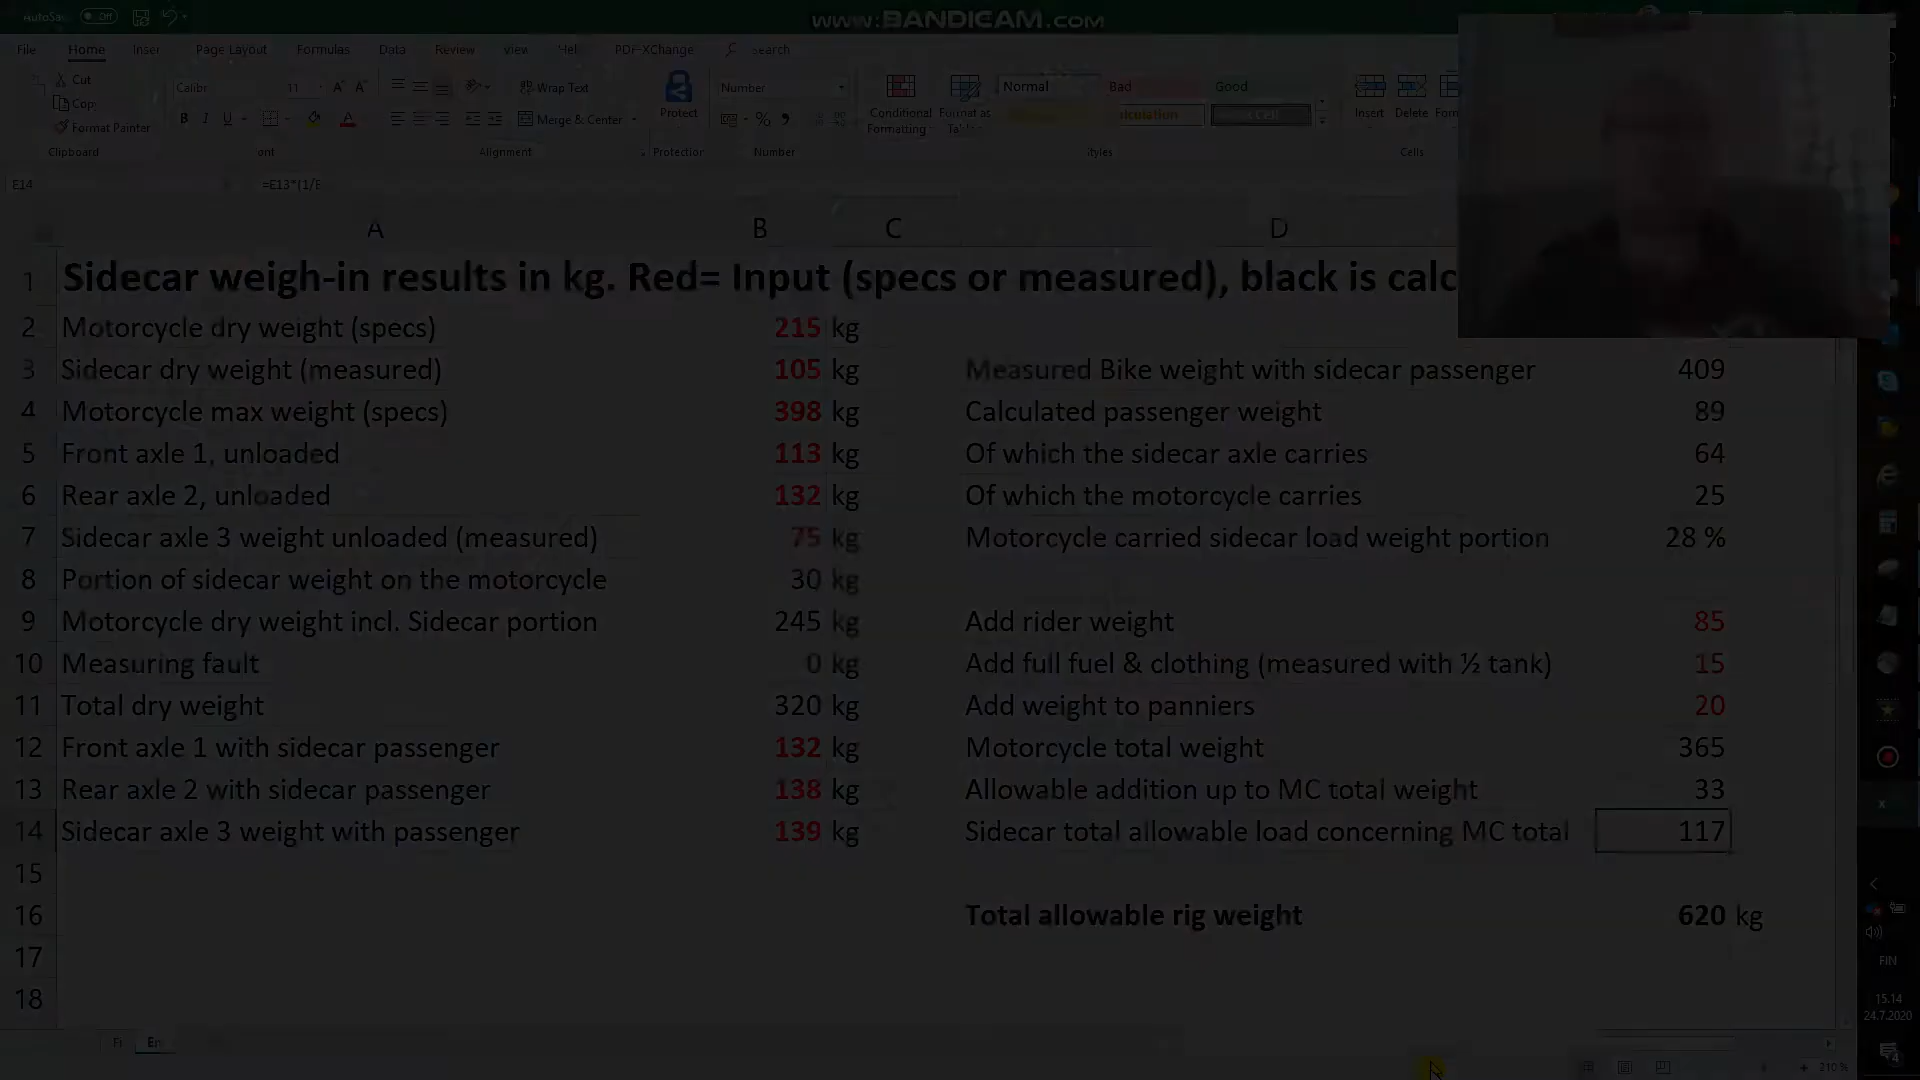 www.BANDICAM.com
Off
File Home Page Layout Formulas Data Review PDF-XChange Search
Cut
Wrap Text
Format Painter
Merge & Center
Protect
Number
Conditional Formatting
Format as
Normal Bad Good
Insert Delete
Clipboard Alignment Protection Number Styles Cells
E14
A B C D
1 Sidecar weigh-in results in kg. Red= Input (specs or measured), black is calc
2 Motorcycle dry weight (specs) 215 kg
3 Sidecar dry weight (measured) 105 kg Measured Bike weight with sidecar passenger 409
4 Motorcycle max weight (specs) 398 kg Calculated passenger weight 89
5 Front axle 1, unloaded 113 kg Of which the sidecar axle carries 64
6 Rear axle 2, unloaded 132 kg Of which the motorcycle carries 25
7 Sidecar axle 3 weight unloaded (measured) 75 kg Motorcycle carried sidecar load weight portion 28 %
8 Portion of sidecar weight on the motorcycle 30 kg
9 Motorcycle dry weight incl. Sidecar portion 245 kg Add rider weight 85
10 Measuring fault 0 kg Add full fuel & clothing (measured with ½ tank) 15
11 Total dry weight 320 kg Add weight to panniers 20
12 Front axle 1 with sidecar passenger 132 kg Motorcycle total weight 365
13 Rear axle 2 with sidecar passenger 138 kg Allowable addition up to MC total weight 33
14 Sidecar axle 3 weight with passenger 139 kg Sidecar total allowable load concerning MC total 117
15
16 Total allowable rig weight 620 kg
17
18
FIN
15.14
24.7.2020
210 %